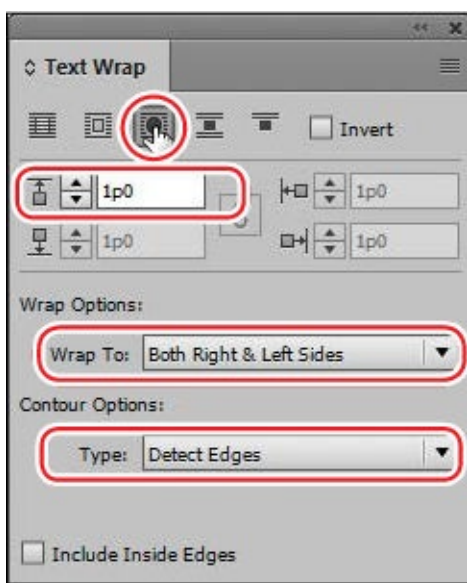 Text Wrap
Invert
1p0 1p0
1p0 1p0
Wrap Options:
Wrap To: Both Right & Left Sides
Contour Options:
Type: Detect Edges
Include Inside Edges